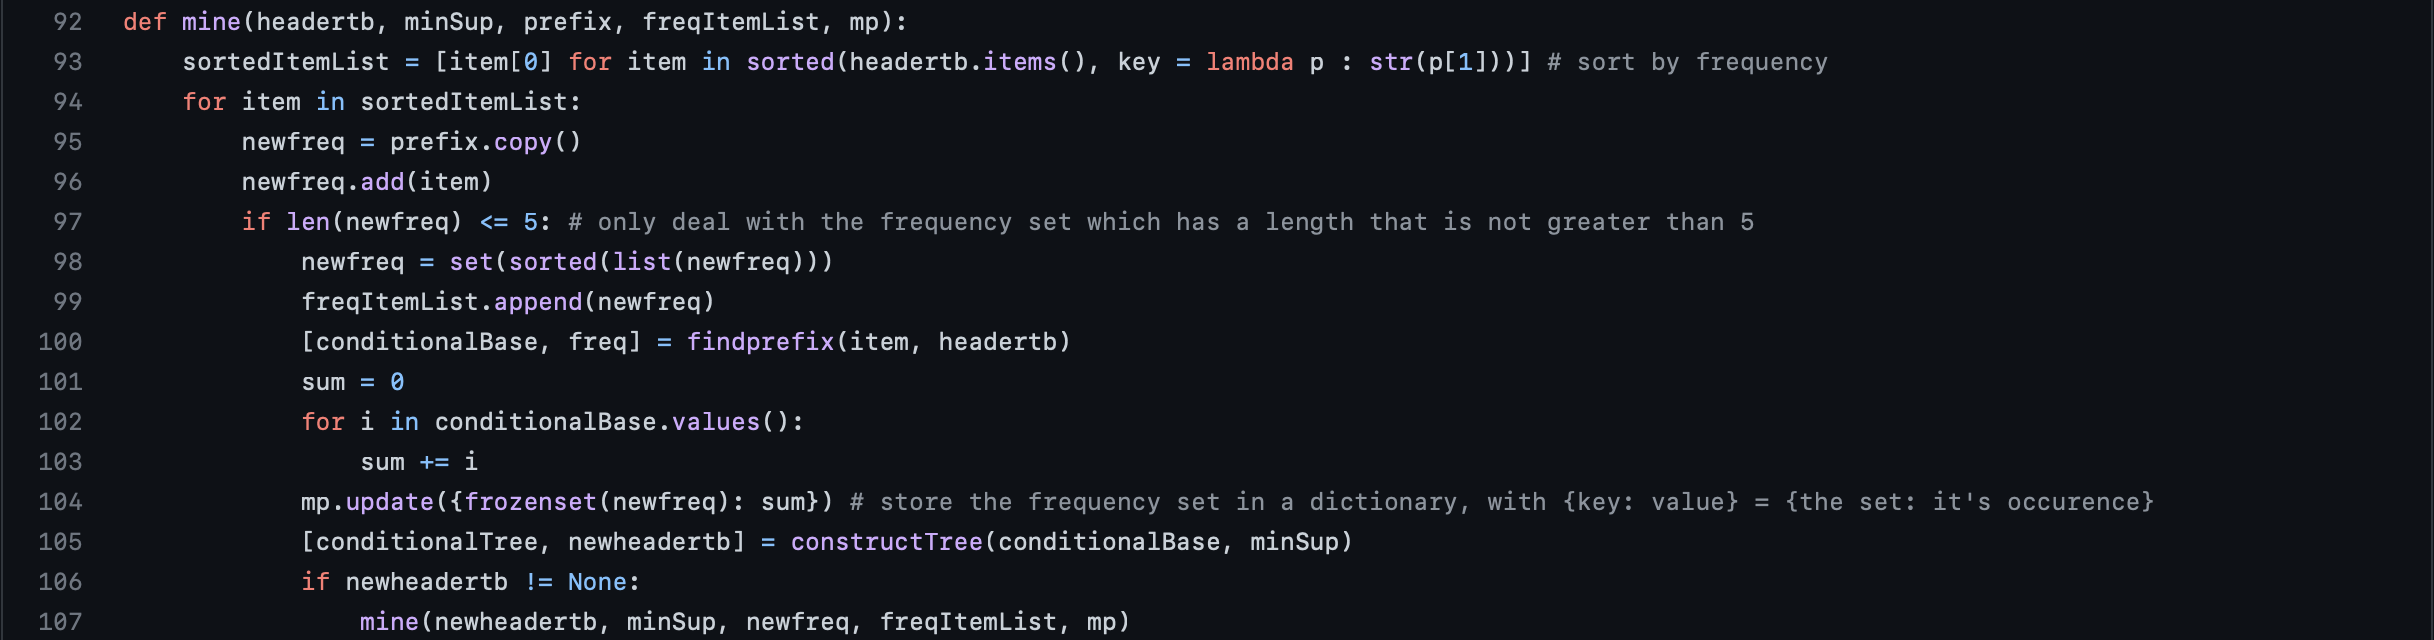 92 def mine(headertb, minSup, prefix, freqItemList, mp):
93     sortedItemList = [item[0] for item in sorted(headertb.items(), key = lambda p : str(p[1]))] # sort by frequency
94     for item in sortedItemList:
95         newfreq = prefix.copy()
96         newfreq.add(item)
97         if len(newfreq) <= 5: # only deal with the frequency set which has a length that is not greater than 5
98             newfreq = set(sorted(list(newfreq)))
99             freqItemList.append(newfreq)
100             [conditionalBase, freq] = findprefix(item, headertb)
101             sum = 0
102             for i in conditionalBase.values():
103                 sum += i
104             mp.update({frozenset(newfreq): sum}) # store the frequency set in a dictionary, with {key: value} = {the set: it's occurence}
105             [conditionalTree, newheadertb] = constructTree(conditionalBase, minSup)
106             if newheadertb != None:
107                 mine(newheadertb, minSup, newfreq, freqItemList, mp)